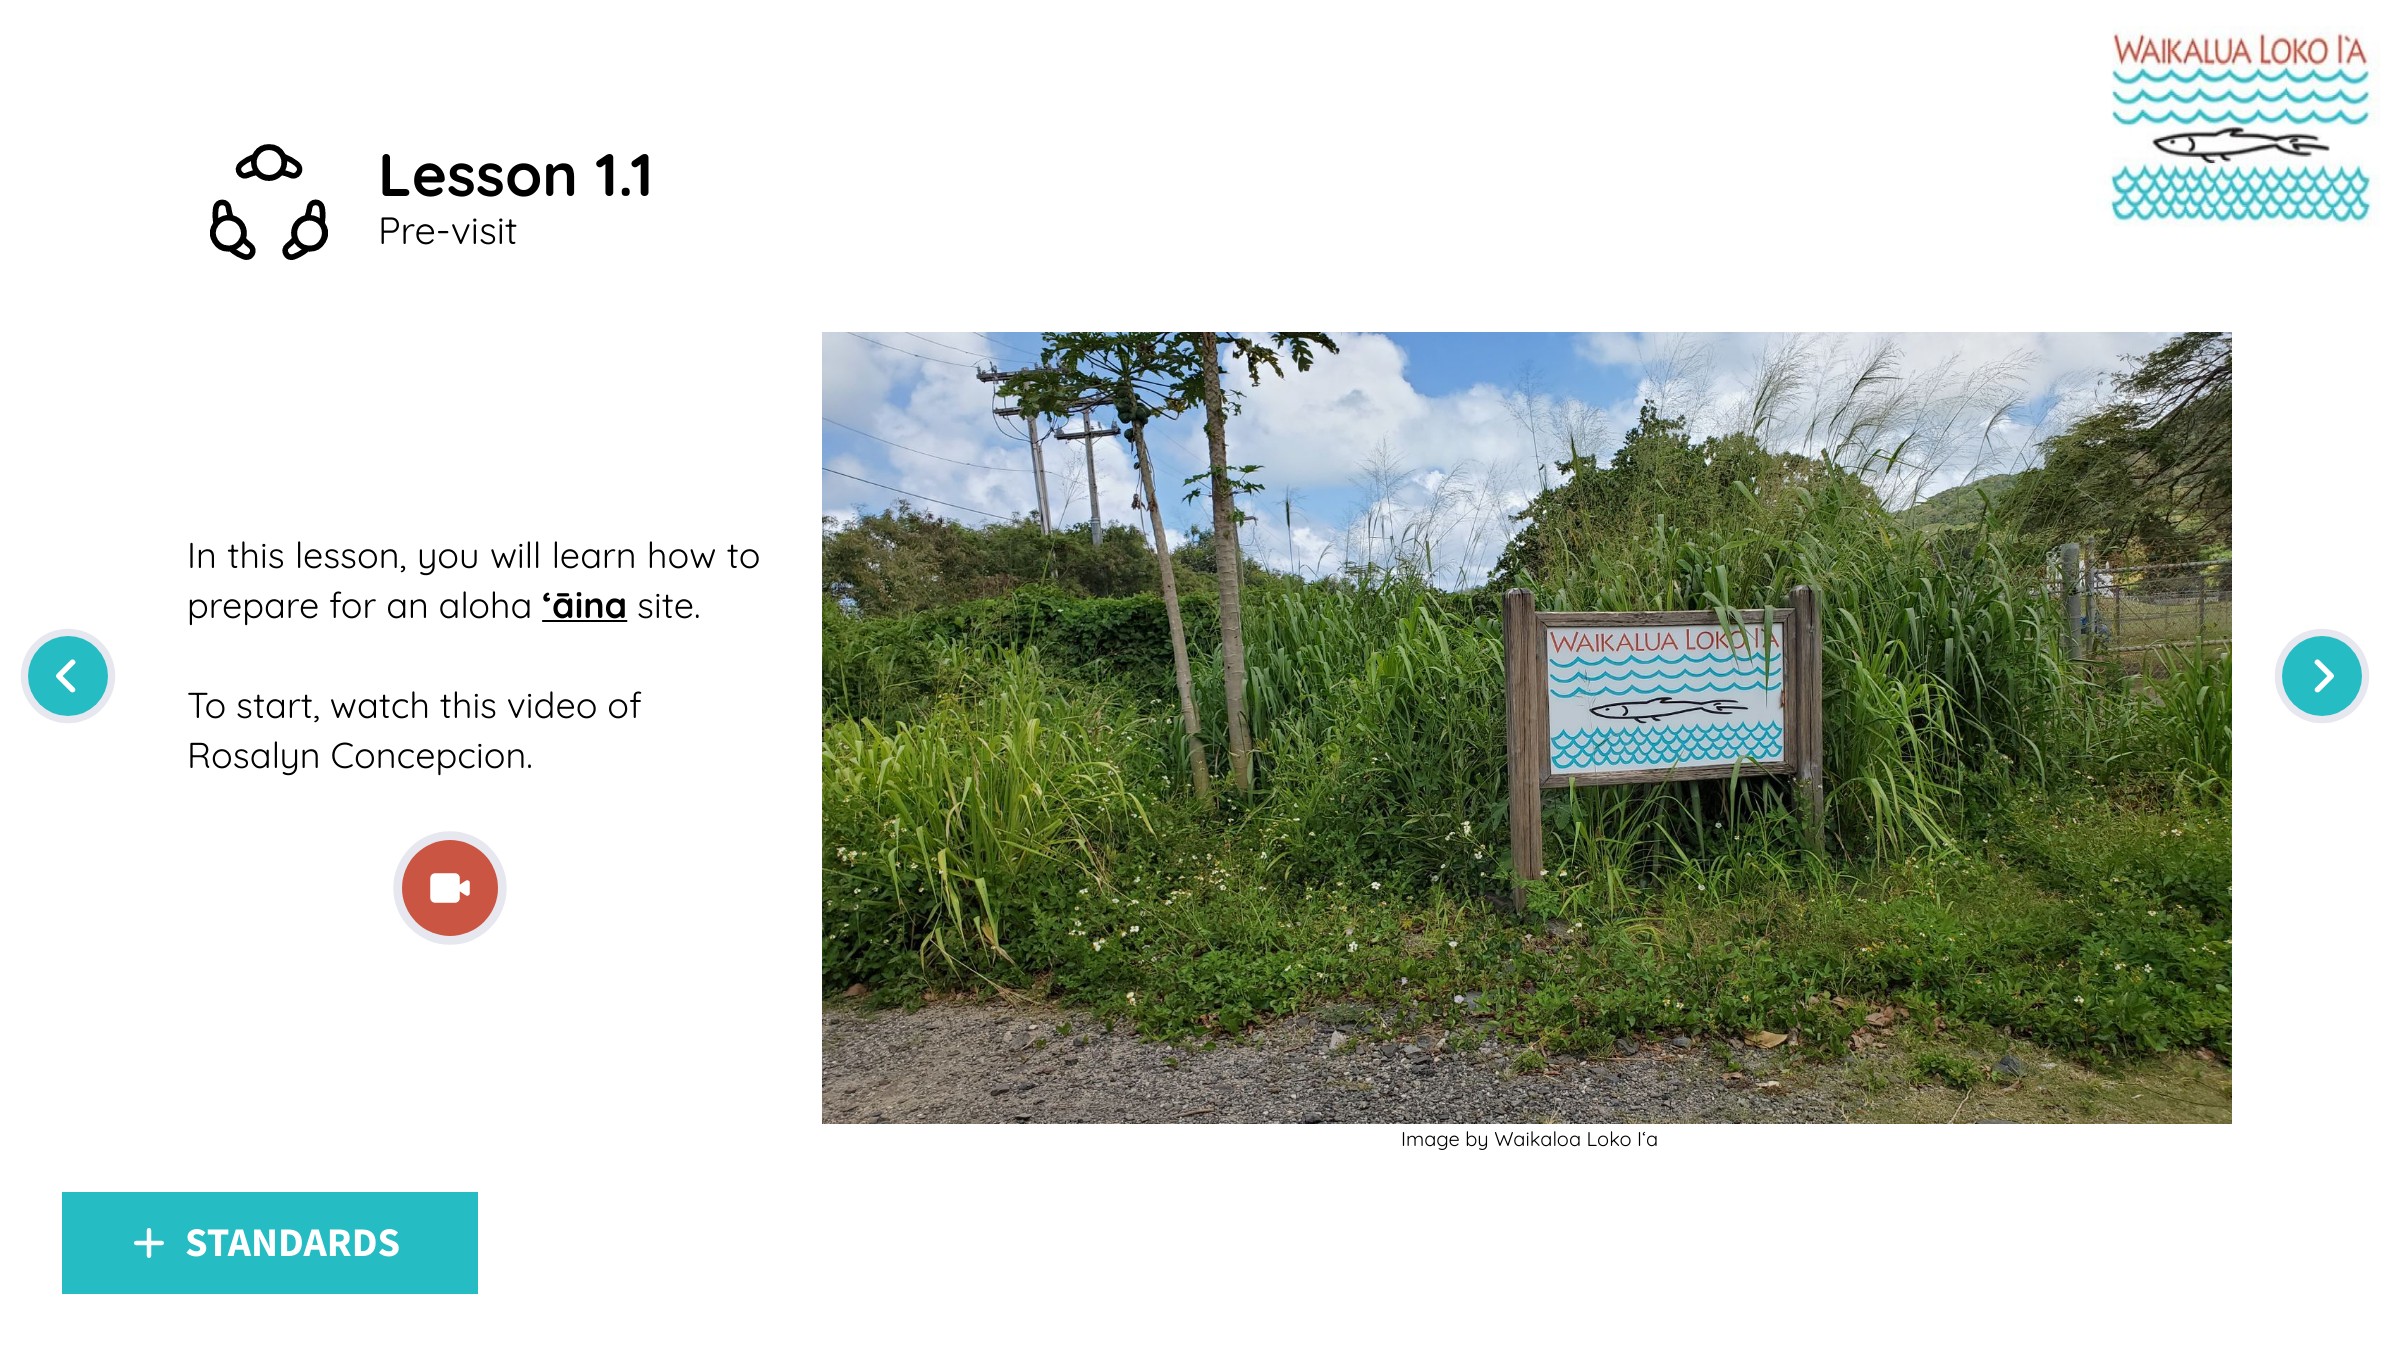 WAIKALUA LOKO I'A
Lesson 1.1
Pre-visit
In this lesson, you will learn how to
prepare for an aloha ʻāina site.
To start, watch this video of
Rosalyn Concepcion.
WAIKALUA LOKO I'A
Image by Waikaloa Loko Iʻa
+ STANDARDS